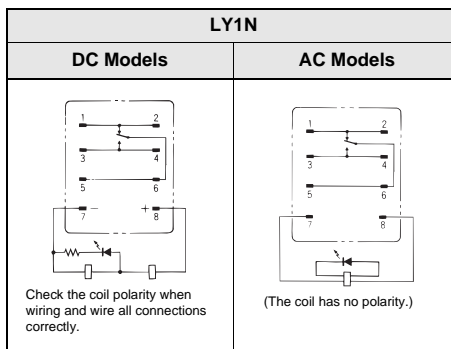 LY1N
DC Models
AC Models
1 2
3 4
5 6
7 − + 8
Check the coil polarity when
wiring and wire all connections
correctly.
1 2
3 4
5 6
7 8
(The coil has no polarity.)